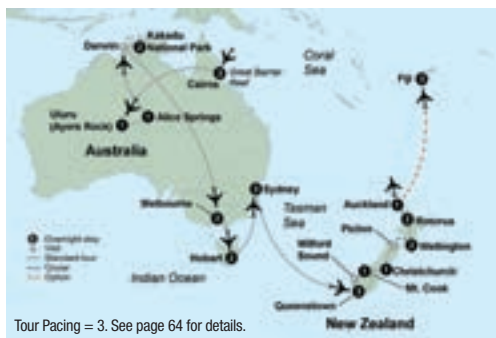 Kakadu
National Park
Darwin
Coral
Sea
Great Barrier
Reef
Cairns
Fiji
Uluru
(Ayers Rock)
Alice Springs
Australia
Sydney
Auckland
Melbourne
Tasman
Sea
Rotorua
Picton
Wellington
Overnight stay
Visit
Standard tour
Cruise
Option
Hobart
Milford
Sound
Christchurch
Indian Ocean
Mt. Cook
Queenstown
Tour Pacing = 3. See page 64 for details.
New Zealand